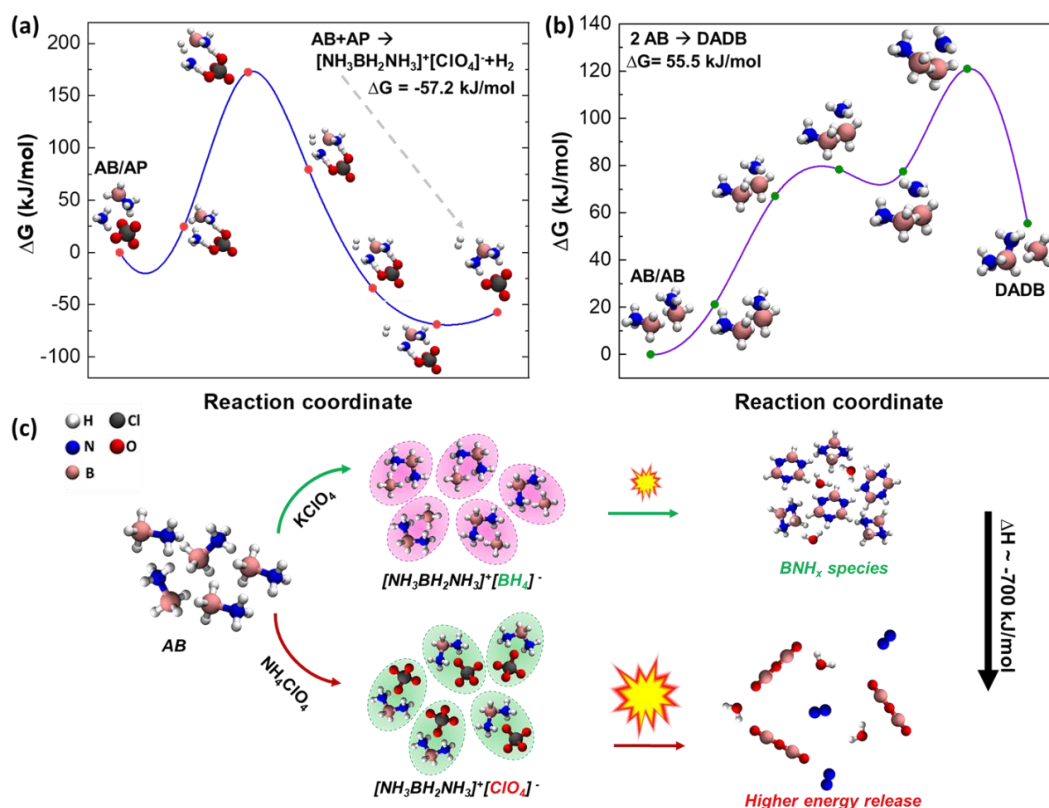 (a)
AB+AP →
[NH₃BH₂NH₃]⁺[ClO₄]⁻+H₂
ΔG = -57.2 kJ/mol
AB/AP
ΔG (kJ/mol)
200
150
100
50
0
-50
-100
Reaction coordinate
(b)
2 AB → DADB
ΔG= 55.5 kJ/mol
AB/AB
DADB
ΔG (kJ/mol)
140
120
100
80
60
40
20
0
Reaction coordinate
(c)
H
Cl
N
O
B
AB
KClO₄
NH₄ClO₄
[NH₃BH₂NH₃]⁺[BH₄]⁻
BNHₓ species
[NH₃BH₂NH₃]⁺[ClO₄]⁻
Higher energy release
ΔH ~ -700 kJ/mol